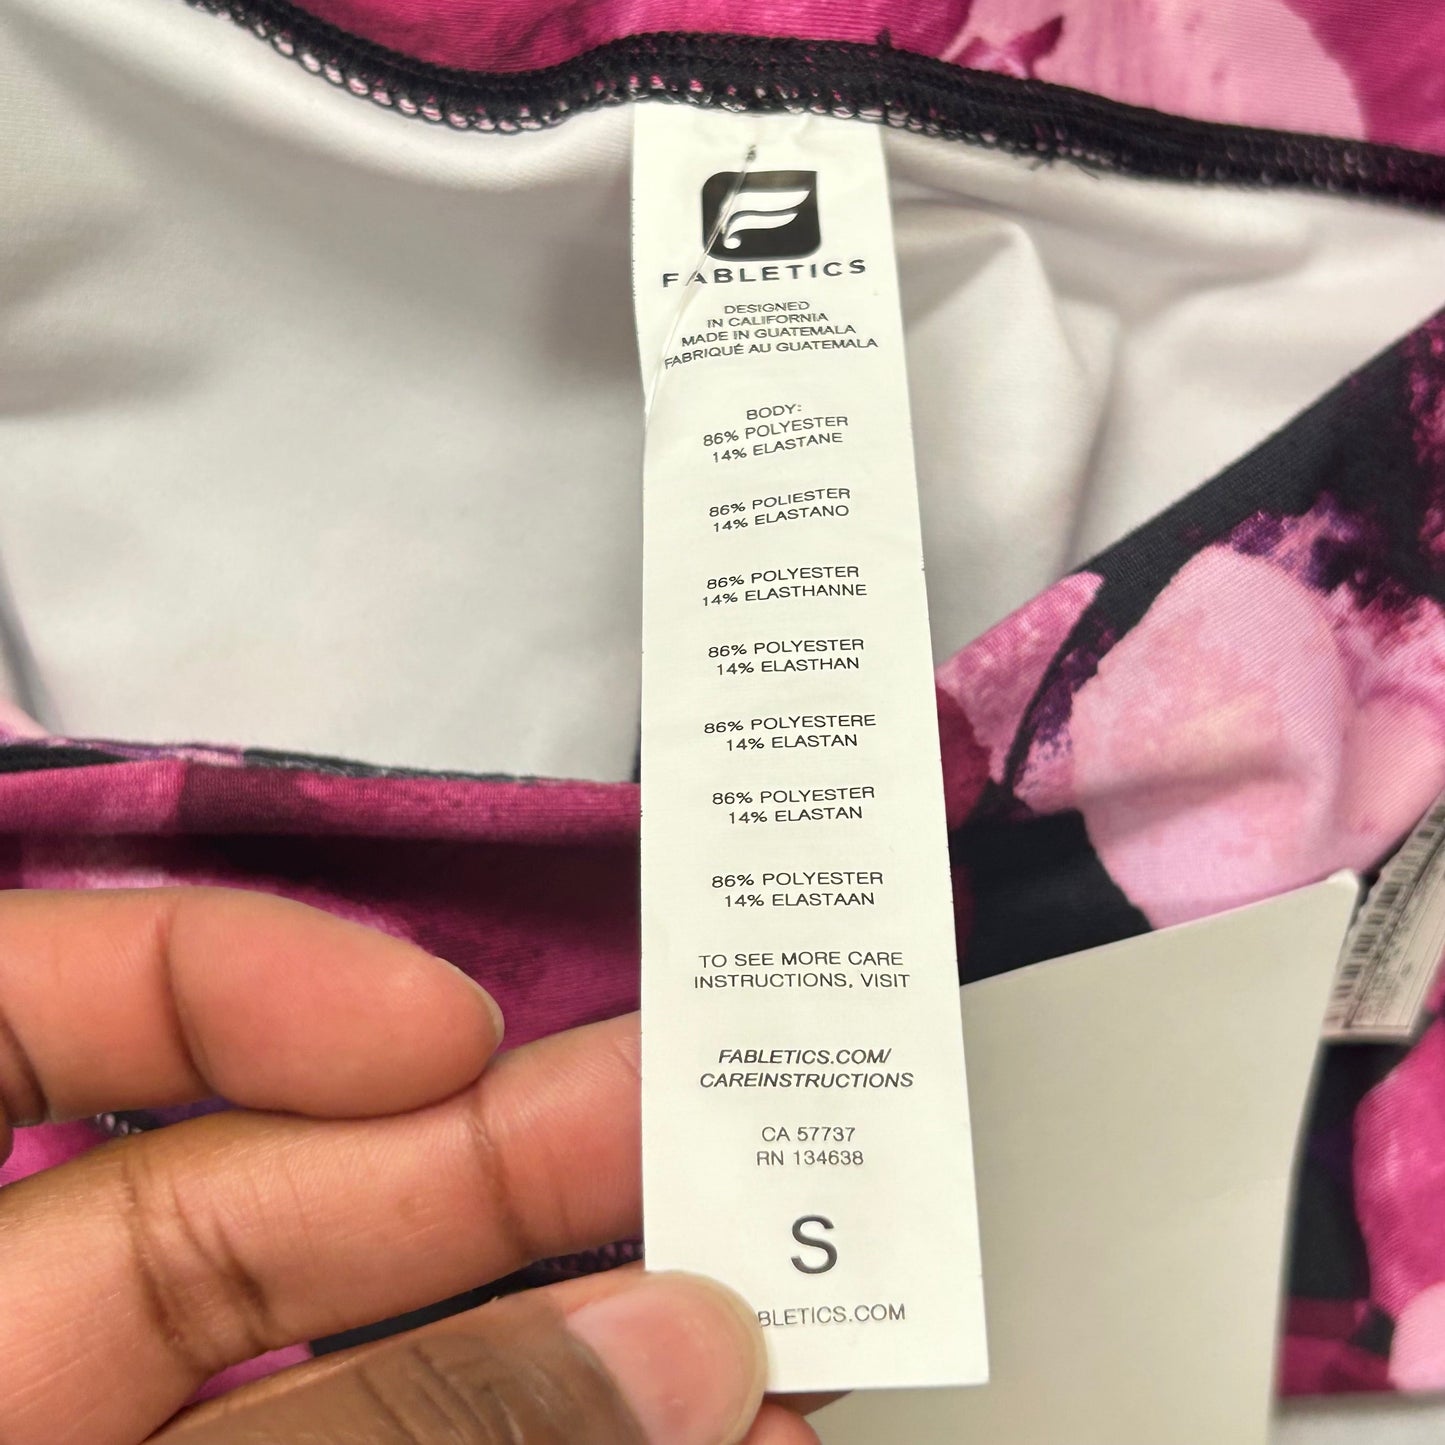 FABLETICS
DESIGNED
IN CALIFORNIA
MADE IN GUATEMALA
FABRIQUÉ AU GUATEMALA
BODY:
86% POLYESTER
14% ELASTANE
86% POLIESTER
14% ELASTANO
86% POLYESTER
14% ELASTHANNE
86% POLYESTER
14% ELASTHAN
86% POLYESTERE
14% ELASTAN
86% POLYESTER
14% ELASTAN
86% POLYESTER
14% ELASTAAN
TO SEE MORE CARE
INSTRUCTIONS, VISIT
FABLETICS.COM/
CAREINSTRUCTIONS
CA 57737
RN 134638
S
BLETICS.COM